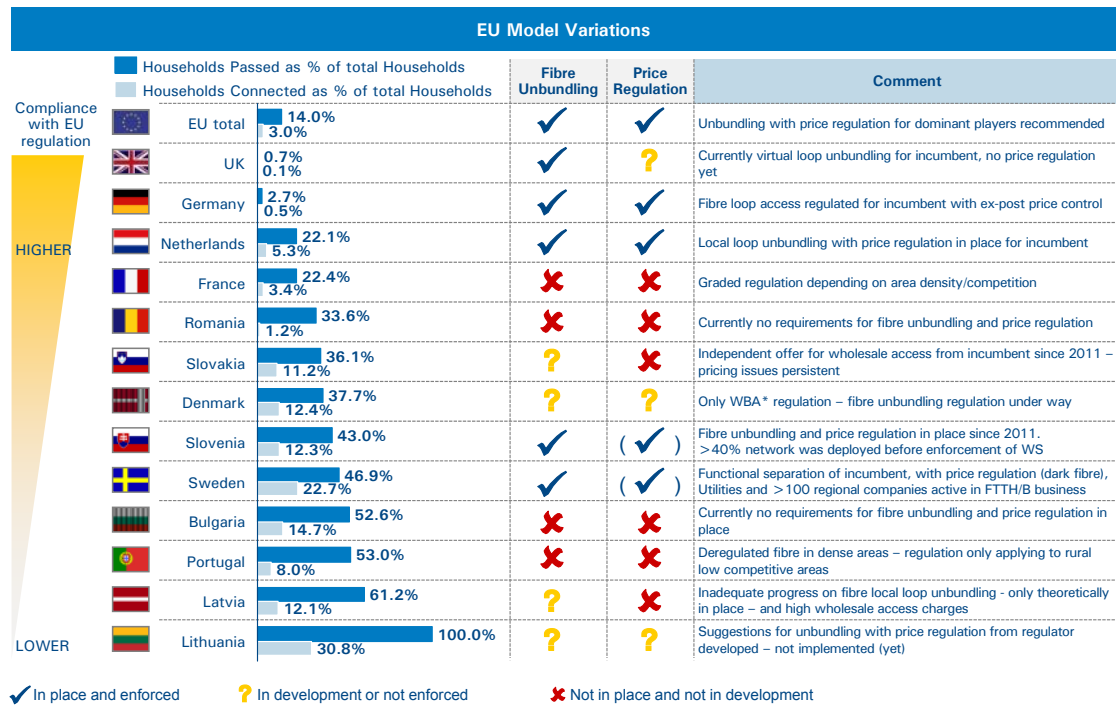 EU Model Variations
Households Passed as % of total Households
Households Connected as % of total Households
Fibre
Unbundling
Price
Regulation
Comment
Compliance
with EU
regulation
HIGHER
LOWER
EU total
14.0%
3.0%
Unbundling with price regulation for dominant players recommended
UK
0.7%
0.1%
?
Currently virtual loop unbundling for incumbent, no price regulation
yet
Germany
2.7%
0.5%
Fibre loop access regulated for incumbent with ex-post price control
Netherlands
22.1%
5.3%
Local loop unbundling with price regulation in place for incumbent
France
22.4%
3.4%
Graded regulation depending on area density/competition
Romania
33.6%
1.2%
Currently no requirements for fibre unbundling and price regulation
Slovakia
36.1%
11.2%
?
Independent offer for wholesale access from incumbent since 2011 –
pricing issues persistent
Denmark
37.7%
12.4%
?
?
Only WBA* regulation – fibre unbundling regulation under way
Slovenia
43.0%
12.3%
( )
Fibre unbundling and price regulation in place since 2011.
>40% network was deployed before enforcement of WS
Sweden
46.9%
22.7%
( )
Functional separation of incumbent, with price regulation (dark fibre),
Utilities and >100 regional companies active in FTTH/B business
Bulgaria
52.6%
14.7%
Currently no requirements for fibre unbundling and price regulation in
place
Portugal
53.0%
8.0%
Deregulated fibre in dense areas – regulation only applying to rural
low competitive areas
Latvia
61.2%
12.1%
?
Inadequate progress on fibre local loop unbundling - only theoretically
in place – and high wholesale access charges
Lithuania
100.0%
30.8%
?
?
Suggestions for unbundling with price regulation from regulator
developed – not implemented (yet)
In place and enforced
? In development or not enforced
Not in place and not in development